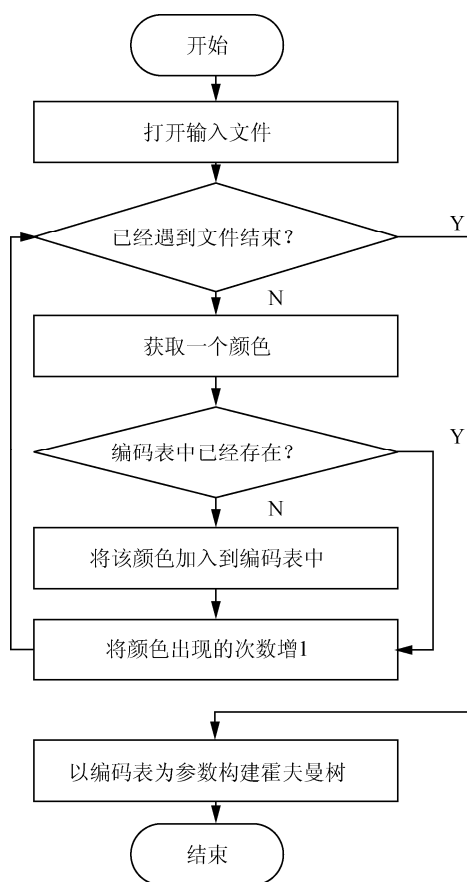 开始
打开输入文件
已经遇到文件结束？
Y
N
获取一个颜色
编码表中已经存在？
Y
N
将该颜色加入到编码表中
将颜色出现的次数增1
以编码表为参数构建霍夫曼树
结束